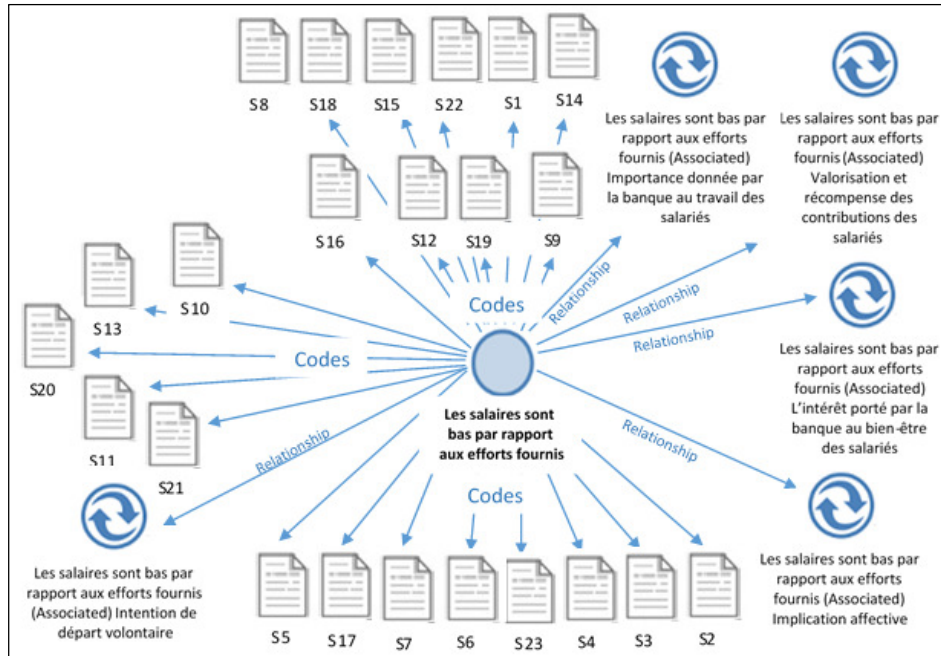 S8
S18
S15
S22
S1
S14
Les salaires sont bas par
rapport aux efforts
fournis (Associated)
Importance donnée par
la banque au travail des
salariés
Les salaires sont bas par
rapport aux efforts
fournis (Associated)
Valorisation et
récompense des
contributions des
salariés
S16
S12
S19
S9
S13
S10
S20
S11
S21
Codes
Codes
Relationship
Relationship
Relationship
Les salaires sont bas par
rapport aux efforts
fournis (Associated)
L'intérêt porté par la
banque au bien-être
des salariés
Les salaires sont
bas par rapport
aux efforts fournis
Relationship
Relationship
Codes
Les salaires sont bas par
rapport aux efforts fournis
(Associated) Intention de
départ volontaire
S5
S17
S7
S6
S23
S4
S3
S2
Les salaires sont bas par
rapport aux efforts
fournis (Associated)
Implication affective